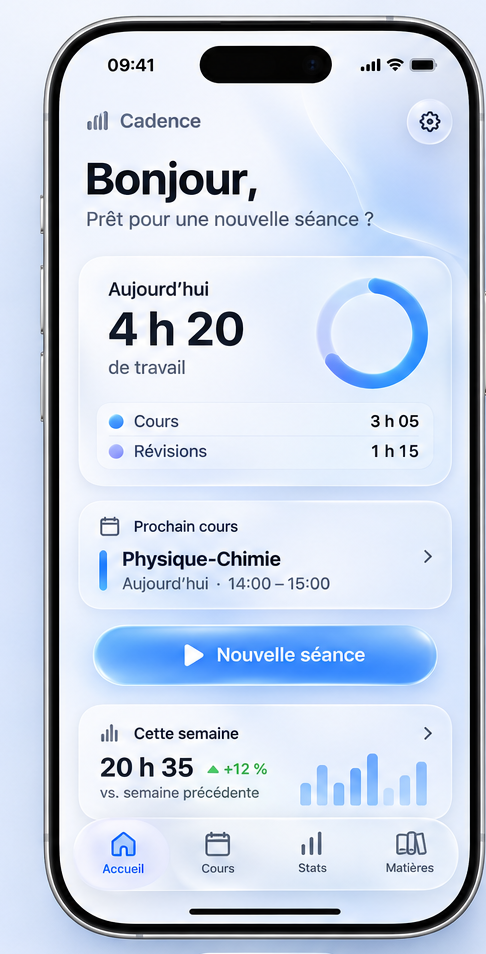 09:41
Cadence
Bonjour,
Prêt pour une nouvelle séance ?
Aujourd’hui
4 h 20
de travail
Cours 3 h 05
Révisions 1 h 15
Prochain cours
Physique-Chimie
Aujourd’hui · 14:00 – 15:00
Nouvelle séance
Cette semaine
20 h 35 +12 %
vs. semaine précédente
Accueil Cours Stats Matières